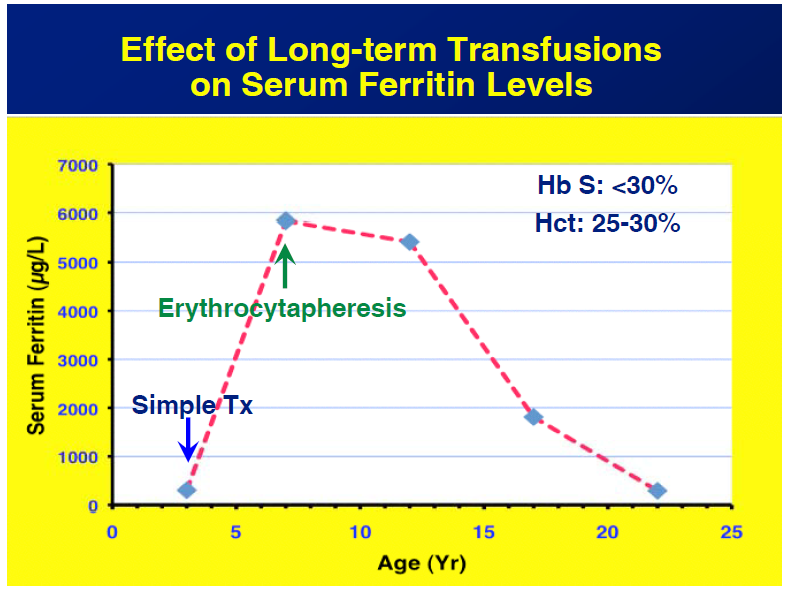 Effect of Long-term Transfusions
on Serum Ferritin Levels
Serum Ferritin (µg/L)
7000
6000
5000
4000
3000
2000
1000
0
Hb S: <30%
Hct: 25-30%
Erythrocytapheresis
Simple Tx
0 5 10 15 20 25
Age (Yr)